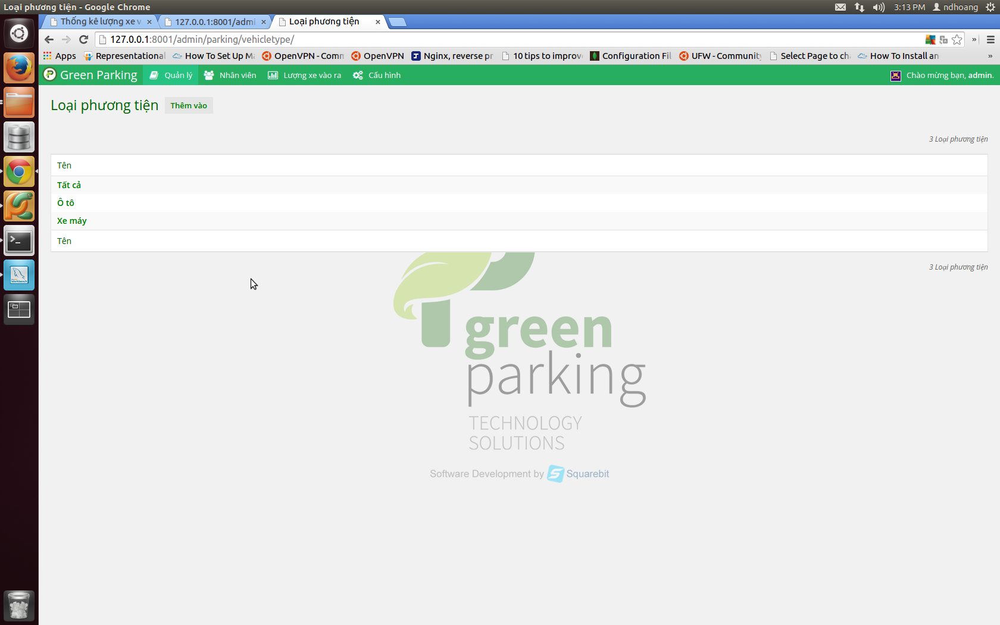 Loại phương tiện - Google Chrome
3:13 PM
ndhoang
Thống kê lượng xe v
127.0.0.1:8001/admi
Loại phương tiện
127.0.0.1:8001/admin/parking/vehicletype/
Apps
Representational
How To Set Up M
OpenVPN - Comm
OpenVPN
Nginx, reverse pr
10 tips to improv
Configuration Fil
UFW - Community
Select Page to ch
How To Install an
Green Parking
Quản lý
Nhân viên
Lượng xe vào ra
Cấu hình
Chào mừng bạn, admin.
Loại phương tiện
Thêm vào
3 Loại phương tiện
Tên
Tất cả
Ô tô
Xe máy
Tên
3 Loại phương tiện
green
parking
TECHNOLOGY
SOLUTIONS
Software Development by Squarebit